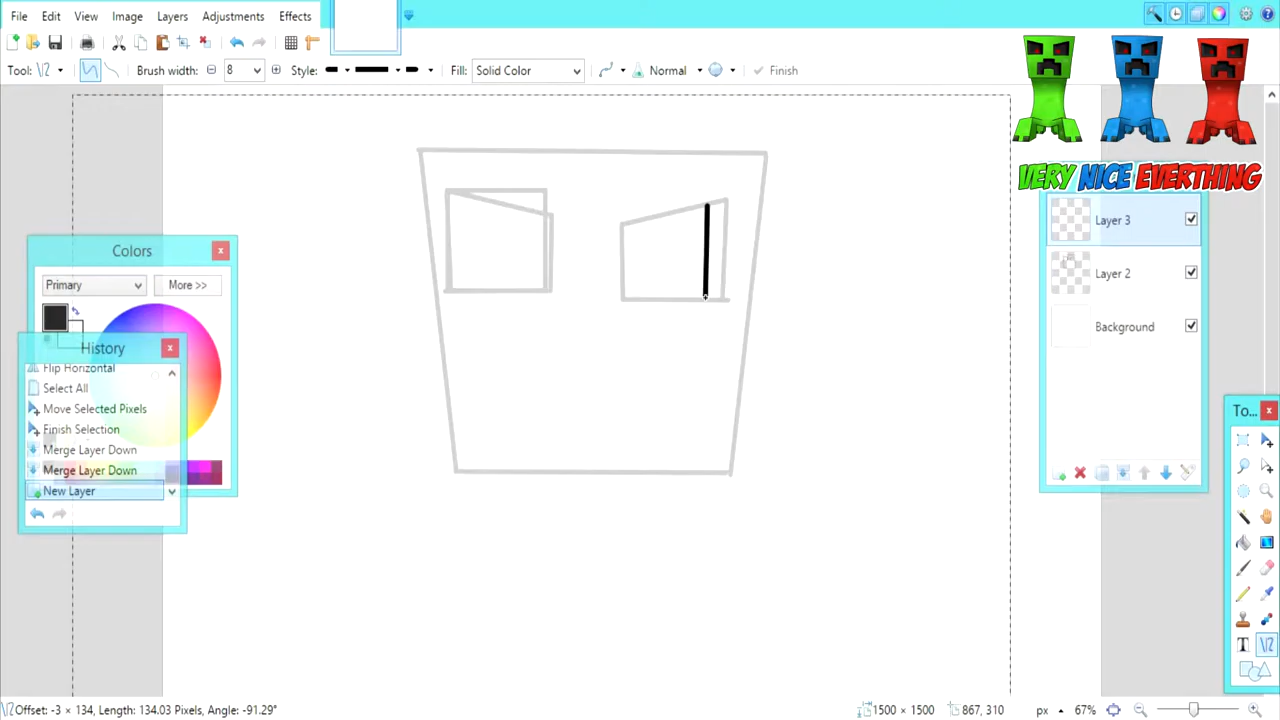 File Edit View Image Layers Adjustments Effects
Tool: Brush width: 8 Style: Fill: Solid Color Normal Finish
VERY NICE EVERTHING
Layer 3
Layer 2
Background
Colors
Primary More >>
History
Flip Horizontal
Select All
Move Selected Pixels
Finish Selection
Merge Layer Down
Merge Layer Down
New Layer
To...
Offset: -3 × 134, Length: 134.03 Pixels, Angle: -91.29° 1500 × 1500 867, 310 px 67%